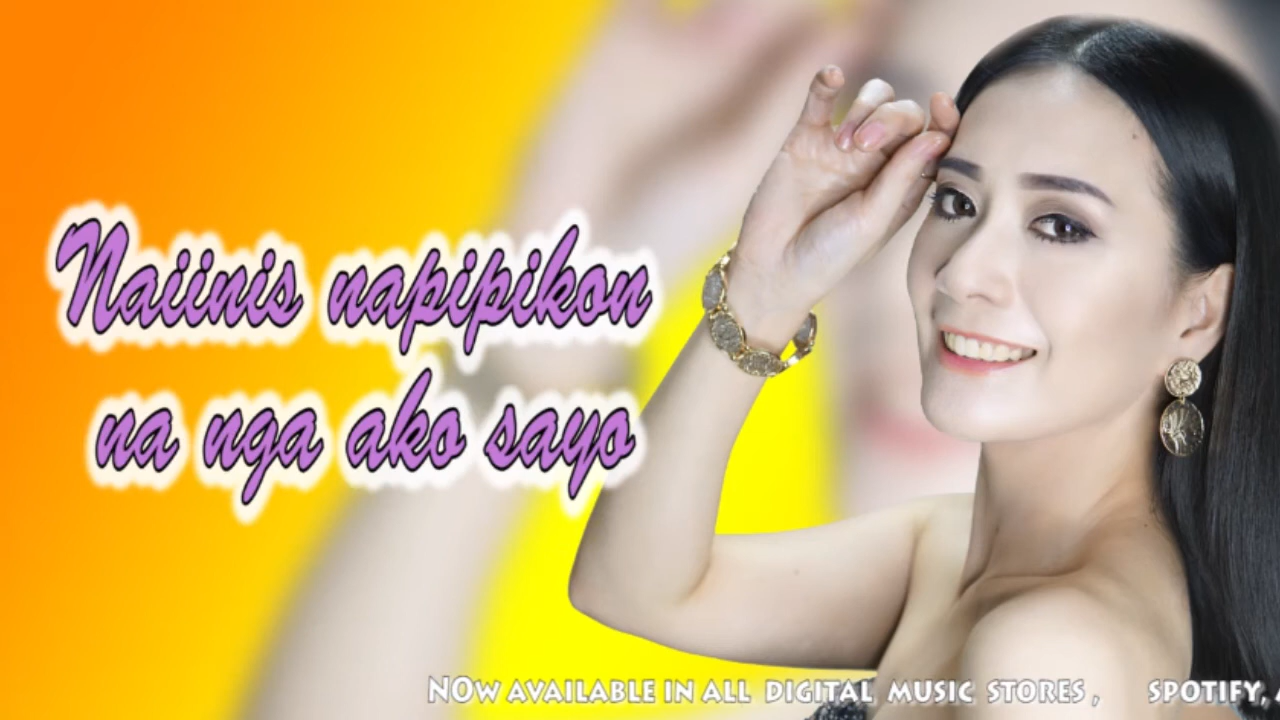 Naiinis napipikon
na nga ako sayo
NOW AVAILABLE IN ALL DIGITAL MUSIC STORES, SPOTIFY,